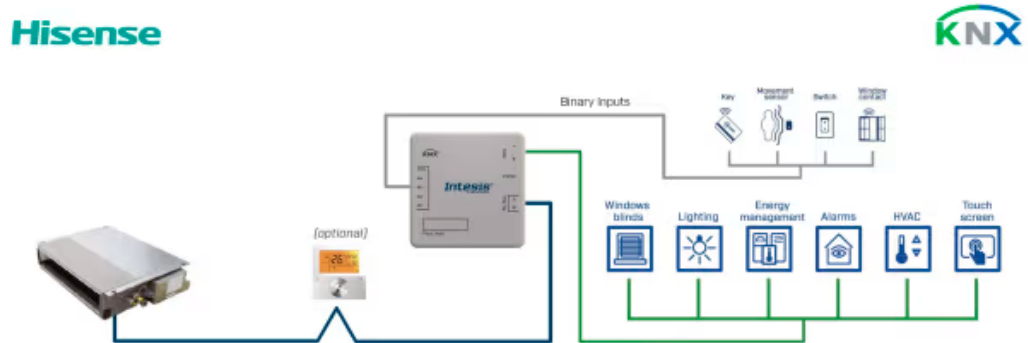 Hisense
KNX
Binary Inputs
Key
Movement
sensor
Switch
Window
contact
KNX
Intesis
(optional)
Windows
blinds
Lighting
Energy
management
Alarms
HVAC
Touch
screen